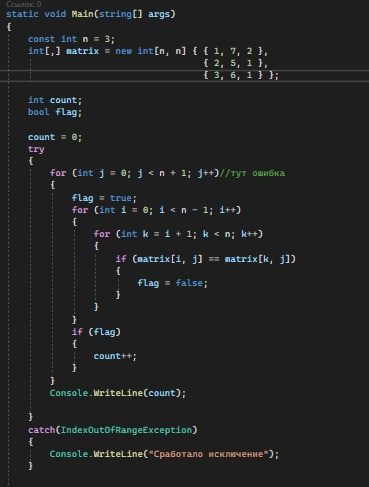 Ссылок: 0
static void Main(string[] args)
{
const int n = 3;
int[,] matrix = new int[n, n] { { 1, 7, 2 },
{ 2, 5, 1 },
{ 3, 6, 1 } };
int count;
bool flag;
count = 0;
try
{
for (int j = 0; j < n + 1; j++)//тут ошибка
{
flag = true;
for (int i = 0; i < n - 1; i++)
{
for (int k = i + 1; k < n; k++)
{
if (matrix[i, j] == matrix[k, j])
{
flag = false;
}
}
}
if (flag)
{
count++;
}
}
Console.WriteLine(count);
}
catch(IndexOutOfRangeException)
{
Console.WriteLine("Сработало исключение");
}